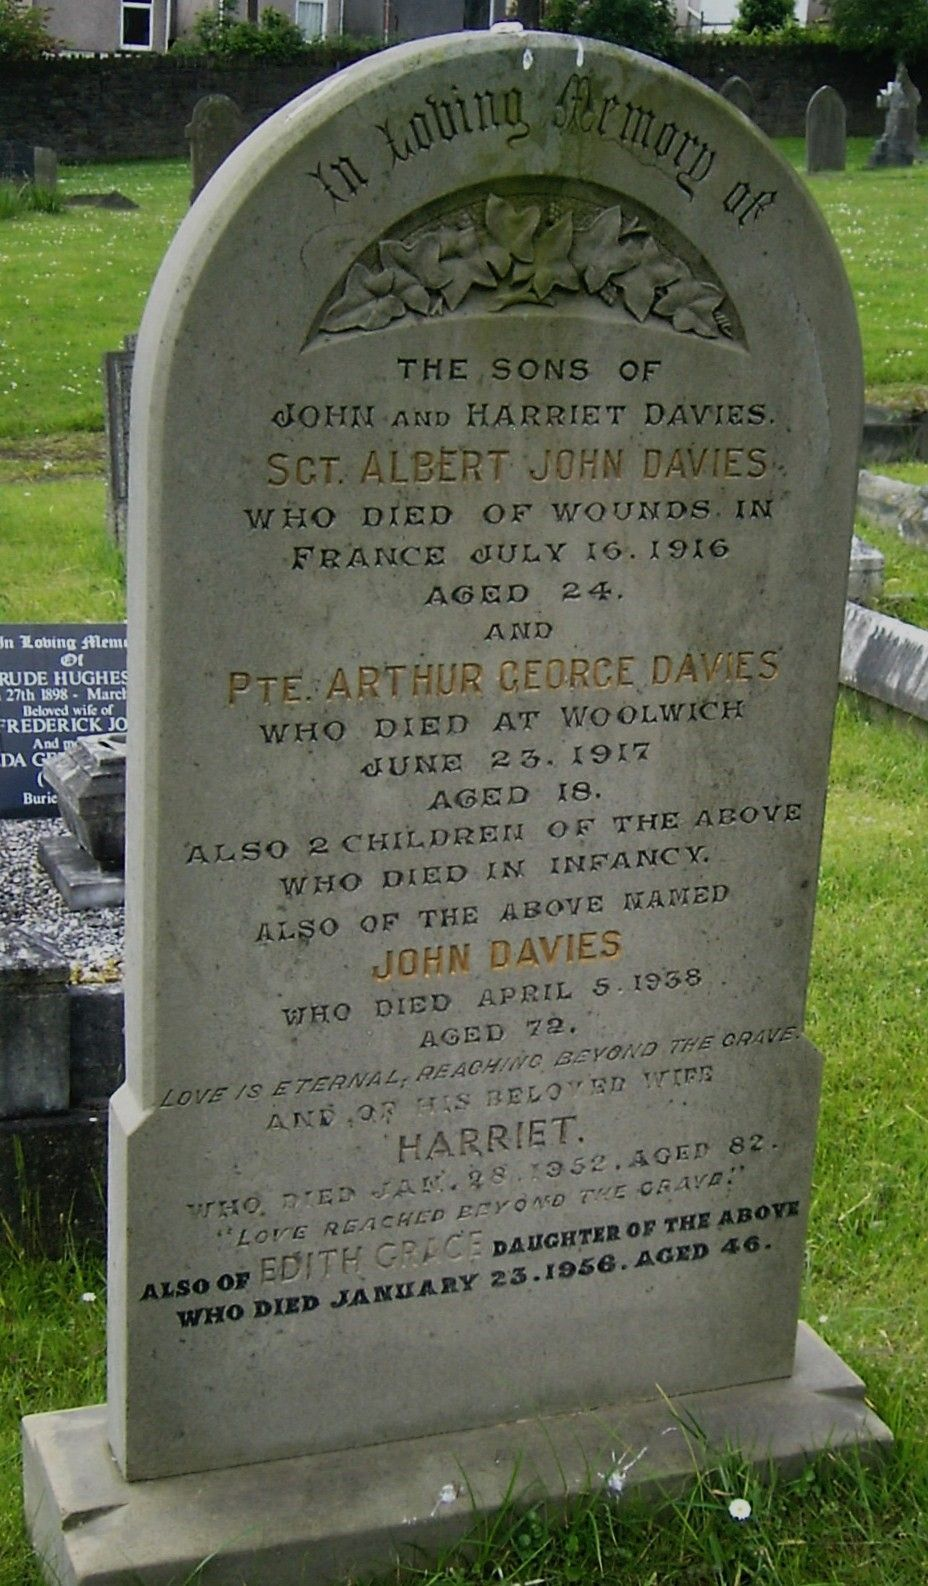 In Loving Memory of
THE SONS OF
JOHN AND HARRIET DAVIES.
SGT. ALBERT JOHN DAVIES.
WHO DIED OF WOUNDS IN
FRANCE JULY 16. 1916
AGED 24.
AND
PTE. ARTHUR GEORGE DAVIES
WHO DIED AT WOOLWICH
JUNE 23. 1917
AGED 18.
ALSO 2 CHILDREN OF THE ABOVE
WHO DIED IN INFANCY.
ALSO OF THE ABOVE NAMED
JOHN DAVIES
WHO DIED APRIL 5. 1938
AGED 72.
LOVE IS ETERNAL, REACHING BEYOND THE GRAVE.
AND OF HIS BELOVED WIFE
HARRIET.
WHO DIED JAN. 28. 1952. AGED 82.
"LOVE REACHED BEYOND THE GRAVE."
ALSO OF EDITH GRACE DAUGHTER OF THE ABOVE
WHO DIED JANUARY 23. 1956. AGED 46.
In Loving Mem
Of
RUDE HUGHES
27th 1898 - March
Beloved wife of
FREDERICK JO
And
DA GE
Burie